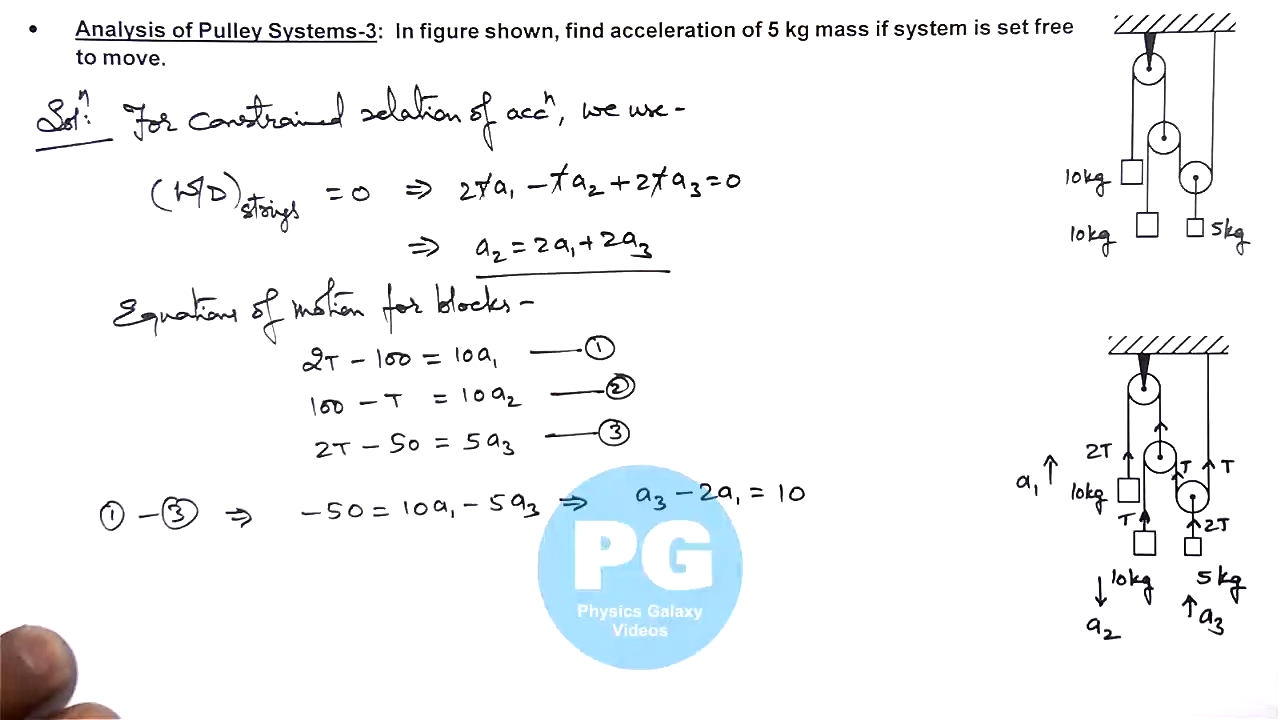 • Analysis of Pulley Systems-3: In figure shown, find acceleration of 5 kg mass if system is set free
to move.
Solⁿ: For constrained relation of accⁿ, we use -
(WD)strings = 0 ⇒ 2Ta₁ - Ta₂ + 2Ta₃ = 0
⇒ a₂ = 2a₁ + 2a₃
Equations of motion for blocks -
2T - 100 = 10a₁ —— ①
100 - T = 10a₂ —— ②
2T - 50 = 5a₃ —— ③
① - ③ ⇒ -50 = 10a₁ - 5a₃ ⇒ a₃ - 2a₁ = 10
PG
Physics Galaxy
Videos
10kg
10kg
5kg
2T
T
T
a₁
10kg
T
2T
10kg
5kg
a₂
a₃